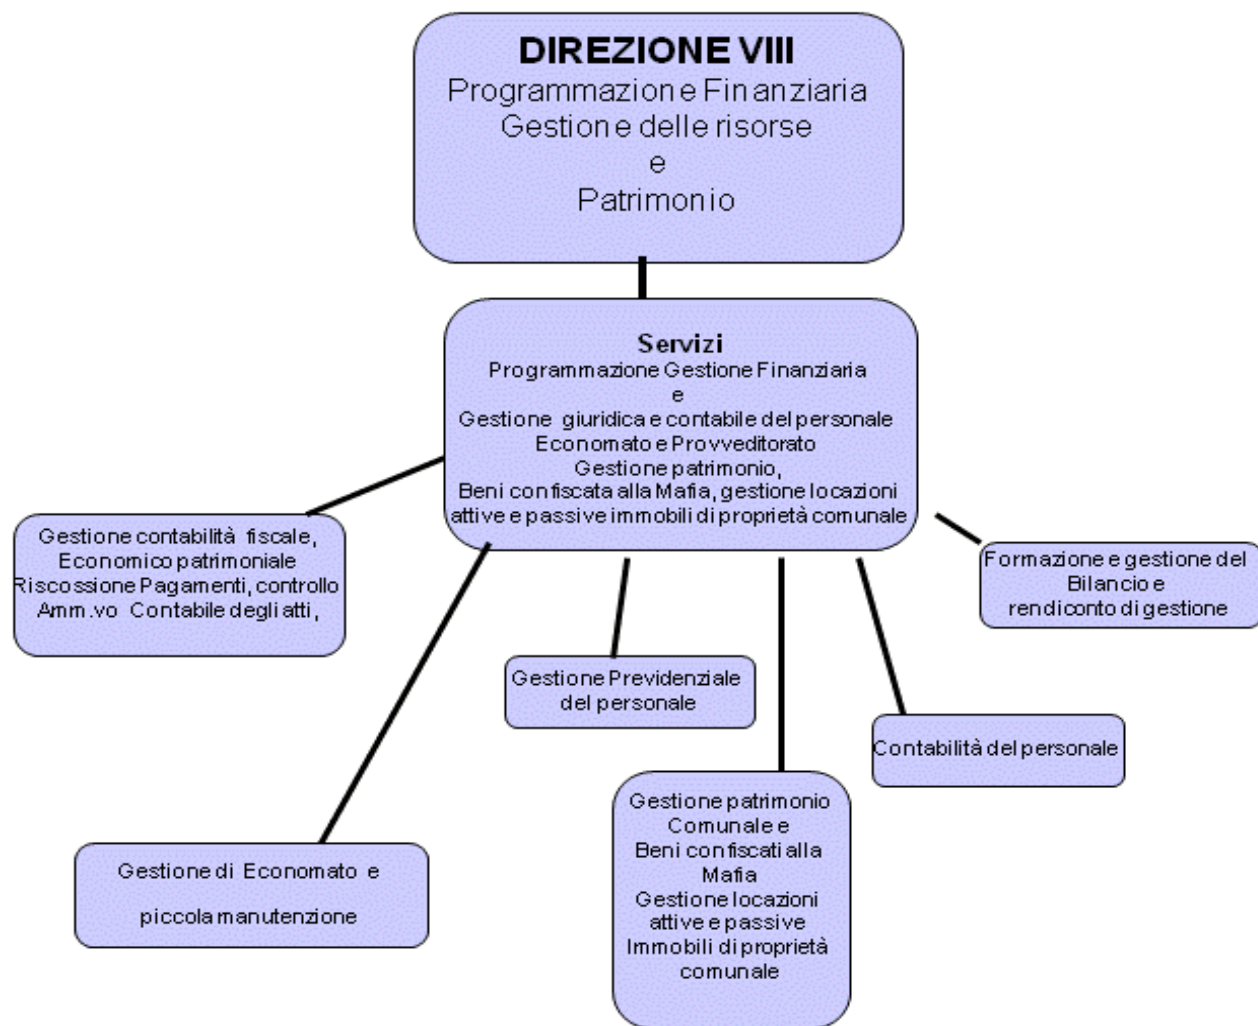 DIREZIONE VIII
Programmazione Finanziaria
Gestione delle risorse
e
Patrimonio
Servizi
Programmazione Gestione Finanziaria
e
Gestione giuridica e contabile del personale
Economato e Provveditorato
Gestione patrimonio,
Beni confiscata alla Mafia, gestione locazioni
attive e passive immobili di proprietà comunale
Gestione contabilità fiscale,
Economico patrimoniale
Riscossione Pagamenti, controllo
Amm.vo Contabile degli atti,
Formazione e gestione del
Bilancio e
rendiconto di gestione
Gestione Previdenziale
del personale
Contabilità del personale
Gestione patrimonio
Comunale e
Beni confiscati alla
Mafia
Gestione locazioni
attive e passive
Immobili di proprietà
comunale
Gestione di Economato e
piccola manutenzione